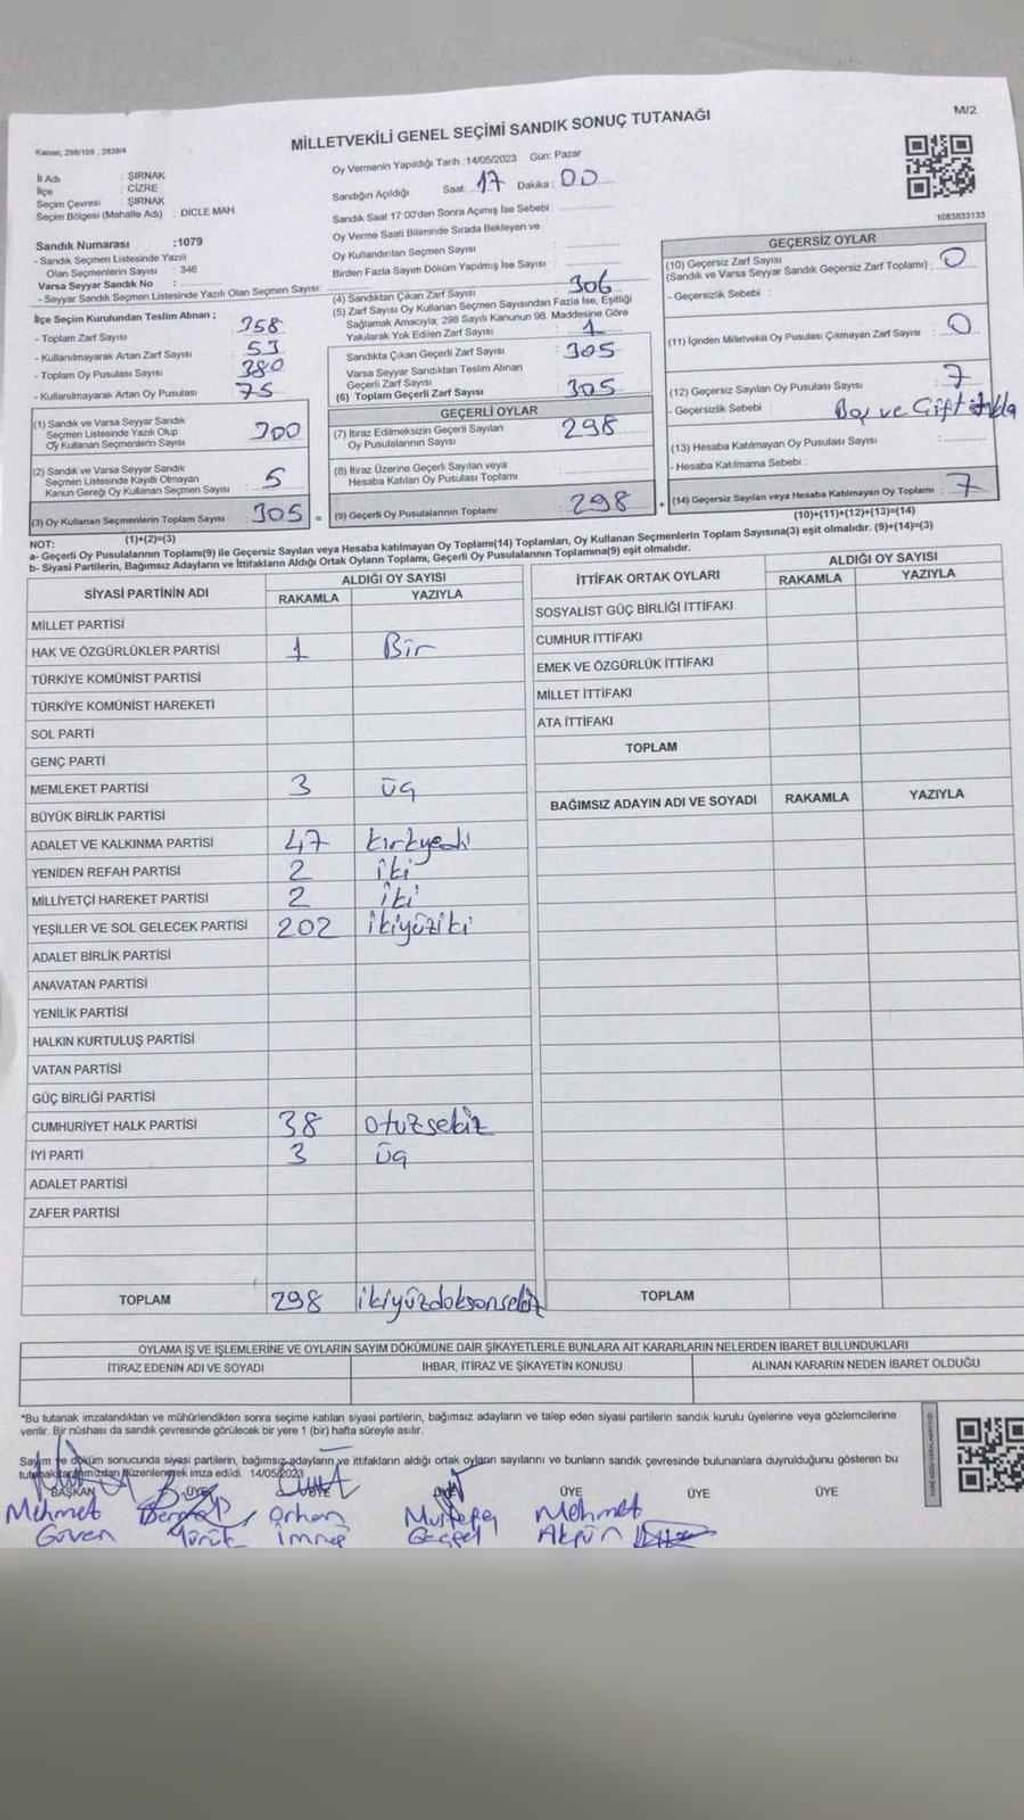 M/2
MİLLETVEKİLİ GENEL SEÇİMİ SANDIK SONUÇ TUTANAĞI
İl Adı : ŞIRNAK
İlçe : CİZRE
Seçim Çevresi : ŞIRNAK
Seçim Bölgesi (Mahalle Adı) : DİCLE MAH
Sandık Numarası :1079
- Sandık Seçmen Listesinde Yazılı
Olan Seçmenlerin Sayısı : 346
Varsa Seyyar Sandık No :
- Seyyar Sandık Seçmen Listesinde Yazılı Olan Seçmen Sayısı:
İlçe Seçim Kurulundan Teslim Alınan ;
- Toplam Zarf Sayısı : 358
- Kullanılmayarak Artan Zarf Sayısı : 53
- Toplam Oy Pusulası Sayısı : 380
- Kullanılmayarak Artan Oy Pusulası : 75
(1) Sandık ve Varsa Seyyar Sandık
Seçmen Listesinde Yazılı Olup
Oy Kullanan Seçmenlerin Sayısı : 300
(2) Sandık ve Varsa Seyyar Sandık
Seçmen Listesinde Kayıtlı Olmayan
Kanun Gereği Oy Kullanan Seçmen Sayısı : 5
(3) Oy Kullanan Seçmenlerin Toplam Sayısı : 305
(1)+(2)=(3)
Oy Vermenin Yapıldığı Tarih :14/05/2023 Gün: Pazar
Sandığın Açıldığı Saat : 17 Dakika : 00
Sandık Saat 17:00'den Sonra Açımış İse Sebebi :
Oy Verme Saati Bitiminde Sırada Bekleyen ve
Oy Kullandırılan Seçmen Sayısı
Birden Fazla Sayım Döküm Yapılmış İse Sayısı :
(4) Sandıktan Çıkan Zarf Sayısı : 306
(5) Zarf Sayısı Oy Kullanan Seçmen Sayısından Fazla İse, Eşitliği
Sağlamak Amacıyla, 298 Sayılı Kanunun 98. Maddesine Göre
Yakılarak Yok Edilen Zarf Sayısı : 1
Sandıkta Çıkan Geçerli Zarf Sayısı : 305
Varsa Seyyar Sandıktan Teslim Alınan
Geçerli Zarf Sayısı
(6) Toplam Geçerli Zarf Sayısı : 305
GEÇERLİ OYLAR
(7) İtiraz Edilmeksizin Geçerli Sayılan
Oy Pusulalarının Sayısı : 298
(8) İtiraz Üzerine Geçerli Sayılan veya
Hesaba Katılan Oy Pusulası Toplamı
(9) Geçerli Oy Pusulalarının Toplamı : 298
1083833133
GEÇERSİZ OYLAR
(10) Geçersiz Zarf Sayısı
(Sandık ve Varsa Seyyar Sandık Geçersiz Zarf Toplamı) : 0
- Geçersizlik Sebebi :
(11) İçinden Milletvekili Oy Pusulası Çıkmayan Zarf Sayısı : 0
(12) Geçersiz Sayılan Oy Pusulası Sayısı : 7
- Geçersizlik Sebebi :
(13) Hesaba Katılmayan Oy Pusulası Sayısı :
- Hesaba Katılmama Sebebi :
(14) Geçersiz Sayılan veya Hesaba Katılmayan Oy Toplamı : 7
(10)+(11)+(12)+(13)=(14)
NOT:
a- Geçerli Oy Pusulalarının Toplamı(9) ile Geçersiz Sayılan veya Hesaba katılmayan Oy Toplamı(14) Toplamları, Oy Kullanan Seçmenlerin Toplam Sayısına(3) eşit olmalıdır. (9)+(14)=(3)
b- Siyasi Partilerin, Bağımsız Adayların ve İttifakların Aldığı Ortak Oyların Toplamı, Geçerli Oy Pusulalarının Toplamına(9) eşit olmalıdır.
SİYASİ PARTİNİN ADI ALDIĞI OY SAYISI
RAKAMLA YAZIYLA
MİLLET PARTİSİ
HAK VE ÖZGÜRLÜKLER PARTİSİ 1 Bir
TÜRKİYE KOMÜNİST PARTİSİ
TÜRKİYE KOMÜNİST HAREKETİ
SOL PARTİ
GENÇ PARTİ
MEMLEKET PARTİSİ 3 üç
BÜYÜK BİRLİK PARTİSİ
ADALET VE KALKINMA PARTİSİ 47 kırkyedi
YENİDEN REFAH PARTİSİ 2 iki
MİLLİYETÇİ HAREKET PARTİSİ 2 iki
YEŞİLLER VE SOL GELECEK PARTİSİ 202 ikiyüziki
ADALET BİRLİK PARTİSİ
ANAVATAN PARTİSİ
YENİLİK PARTİSİ
HALKIN KURTULUŞ PARTİSİ
VATAN PARTİSİ
GÜÇ BİRLİĞİ PARTİSİ
CUMHURİYET HALK PARTİSİ 38 otuzsekiz
İYİ PARTİ 3 üç
ADALET PARTİSİ
ZAFER PARTİSİ
TOPLAM 298 ikiyüzdoksansekiz
İTTİFAK ORTAK OYLARI ALDIĞI OY SAYISI
RAKAMLA YAZIYLA
SOSYALİST GÜÇ BİRLİĞİ İTTİFAKI
CUMHUR İTTİFAKI
EMEK VE ÖZGÜRLÜK İTTİFAKI
MİLLET İTTİFAKI
ATA İTTİFAKI
TOPLAM
BAĞIMSIZ ADAYIN ADI VE SOYADI RAKAMLA YAZIYLA
TOPLAM
OYLAMA İŞ VE İŞLEMLERİNE VE OYLARIN SAYIM DÖKÜMÜNE DAİR ŞİKAYETLERLE BUNLARA AİT KARARLARIN NELERDEN İBARET BULUNDUKLARI
İTİRAZ EDENİN ADI VE SOYADI İHBAR, İTİRAZ VE ŞİKAYETİN KONUSU ALINAN KARARIN NEDEN İBARET OLDUĞU
*Bu tutanak imzalandıktan ve mühürlendikten sonra seçime katılan siyasi partilerin, bağımsız adayların ve talep eden siyasi partilerin sandık kurulu üyelerine veya gözlemcilerine
verilir. Bir nüshası da sandık çevresinde görülecek bir yere 1 (bir) hafta süreyle asılır.
Sayım ve döküm sonucunda siyasi partilerin, bağımsız adayların ve ittifakların aldığı ortak oyların sayılarını ve bunların sandık çevresinde bulunanlara duyrulduğunu gösteren bu
düzenlenerek imza edildi. 14/05/2023
BAŞKAN ÜYE ÜYE ÜYE ÜYE ÜYE
Mehmet Orhan Mustafa Mehmet
Güven Yörük Akgün